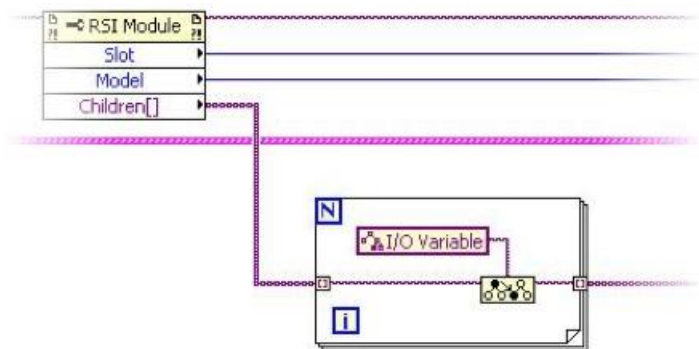 RSI Module
Slot
Model
Children[]
N
I/O Variable
i